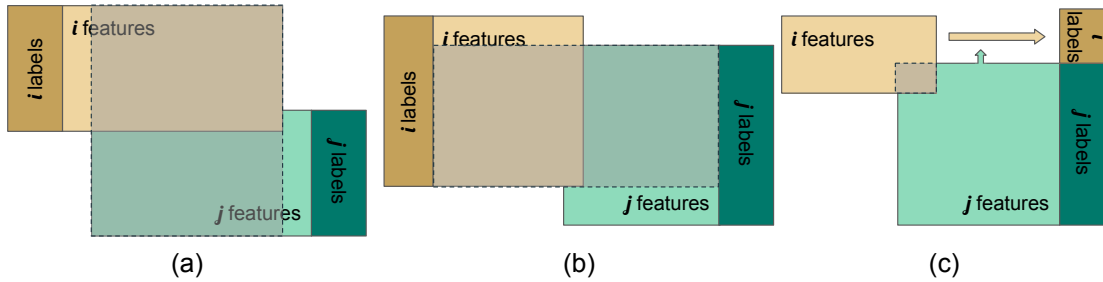 i labels
i features
j features
j labels
(a)
i labels
i features
j features
j labels
(b)
i features
i
labels
j features
j labels
(c)